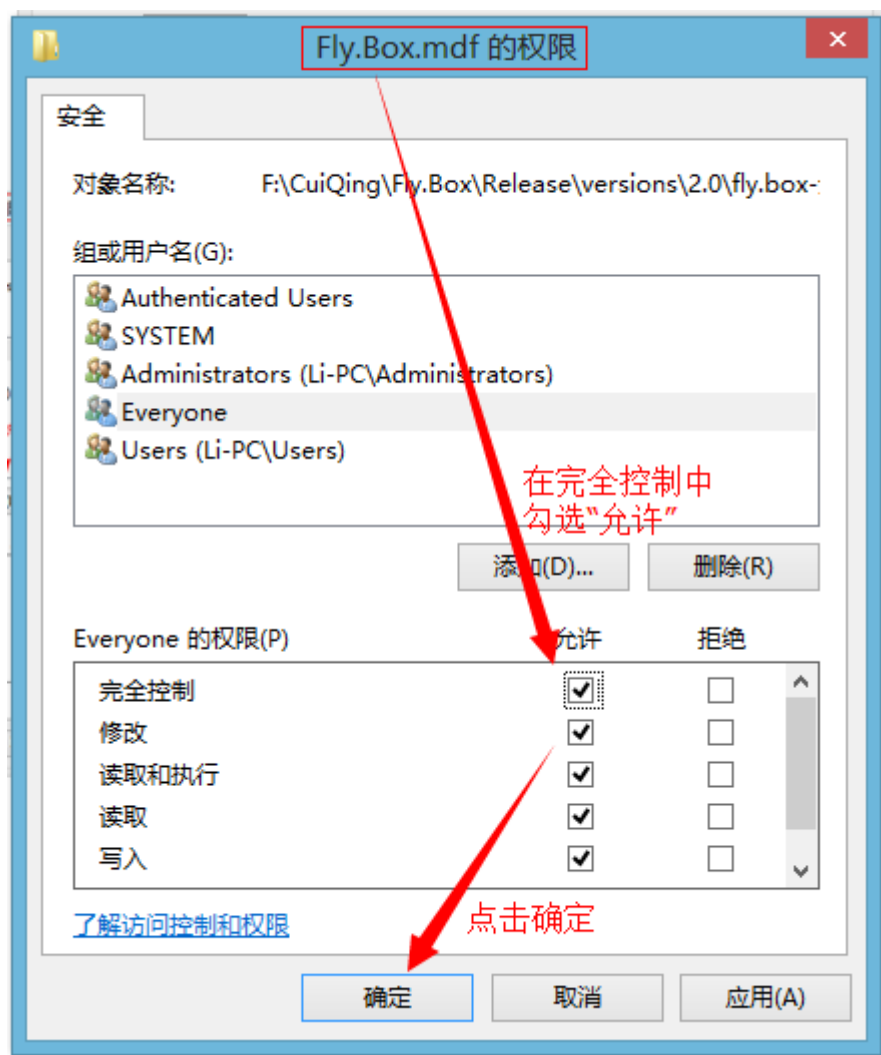 Fly.Box.mdf 的权限
安全
对象名称: F:\CuiQing\Fly.Box\Release\versions\2.0\fly.box-
组或用户名(G):
Authenticated Users
SYSTEM
Administrators (Li-PC\Administrators)
Everyone
Users (Li-PC\Users)
在完全控制中
勾选“允许”
添加(D)... 删除(R)
Everyone 的权限(P) 允许 拒绝
完全控制
修改
读取和执行
读取
写入
了解访问控制和权限
点击确定
确定 取消 应用(A)